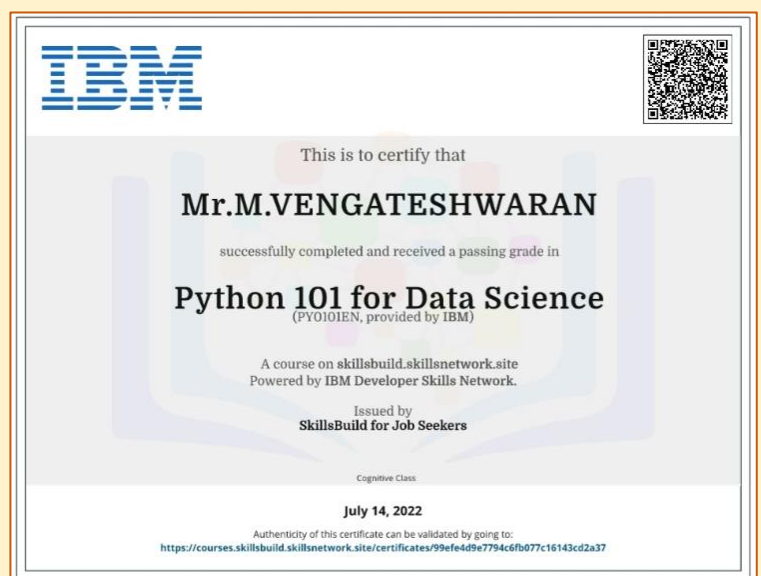 IBM
This is to certify that
Mr.M.VENGATESHWARAN
successfully completed and received a passing grade in
Python 101 for Data Science
(PY0101EN, provided by IBM)
A course on skillsbuild.skillsnetwork.site
Powered by IBM Developer Skills Network.
Issued by
SkillsBuild for Job Seekers
Cognitive Class
July 14, 2022
Authenticity of this certificate can be validated by going to:
https://courses.skillsbuild.skillsnetwork.site/certificates/99efe4d9e7794c6fb077c16143cd2a37